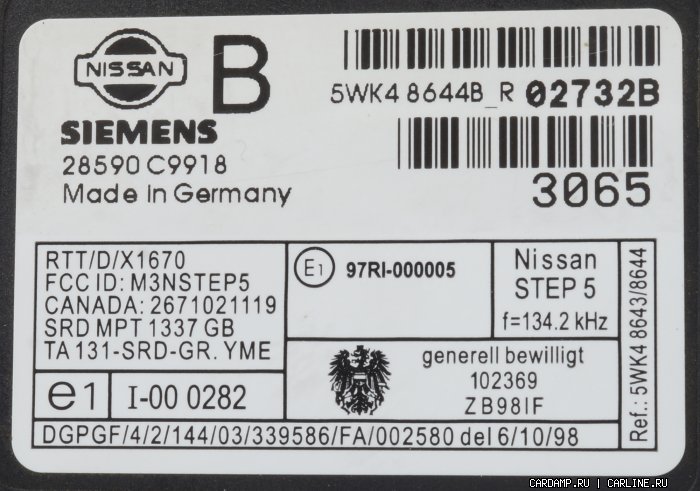 NISSAN
B
5WK4 8644B_R 02732B
SIEMENS
28590 C9918
Made In Germany
3065
RTT/D/X1670
FCC ID: M3NSTEP5
CANADA: 2671021119
SRD MPT 1337 GB
TA 131-SRD-GR. YME
E1 97RI-000005
Nissan
STEP 5
f=134.2 kHz
e1 I-00 0282
generell bewilligt
102369
ZB98IF
DGPGF/4/2/144/03/339586/FA/002580 del 6/10/98
Ref.: 5WK4 8643/8644
CARDAMP.RU | CARLINE.RU